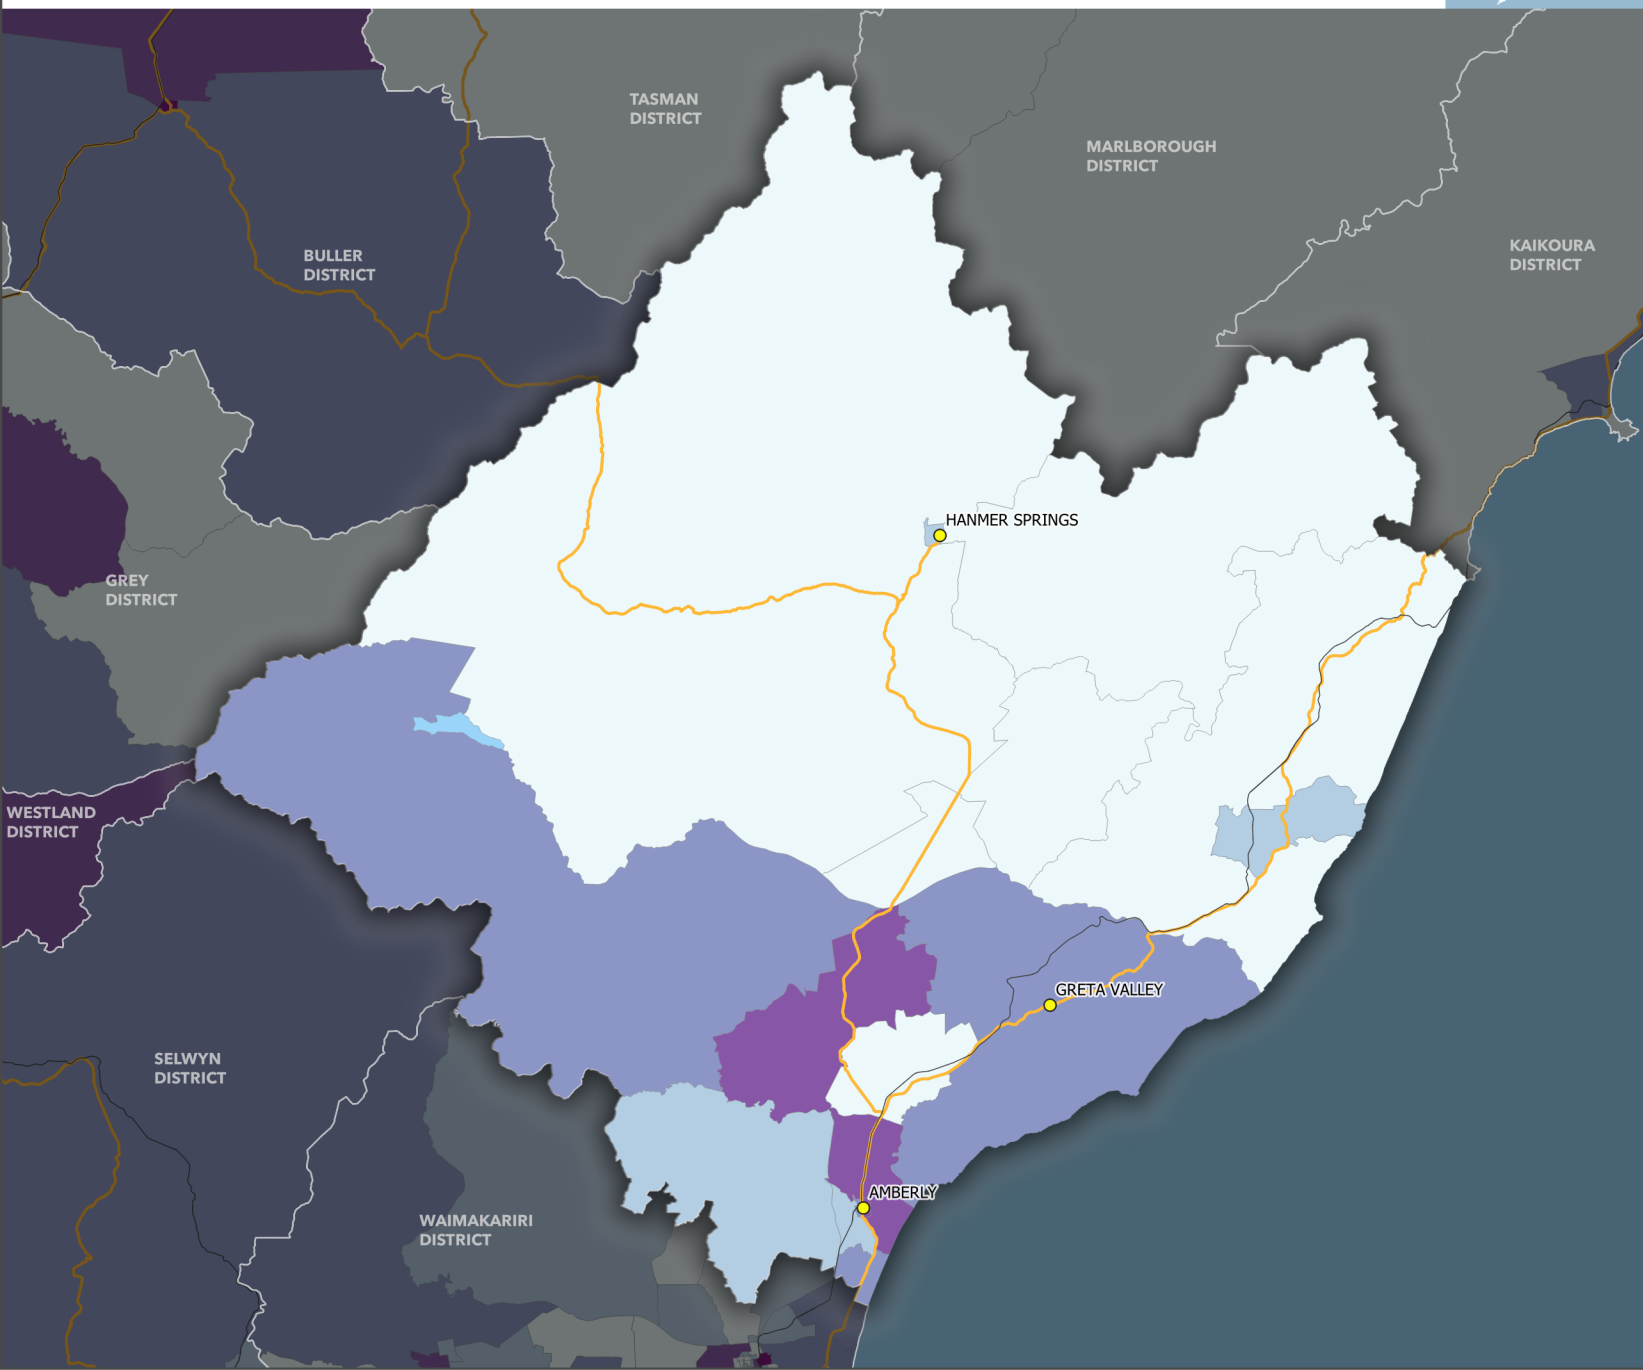 TASMAN
DISTRICT
MARLBOROUGH
DISTRICT
KAIKOURA
DISTRICT
BULLER
DISTRICT
HANMER SPRINGS
GREY
DISTRICT
WESTLAND
DISTRICT
GRETA VALLEY
SELWYN
DISTRICT
AMBERLY
WAIMAKARIRI
DISTRICT